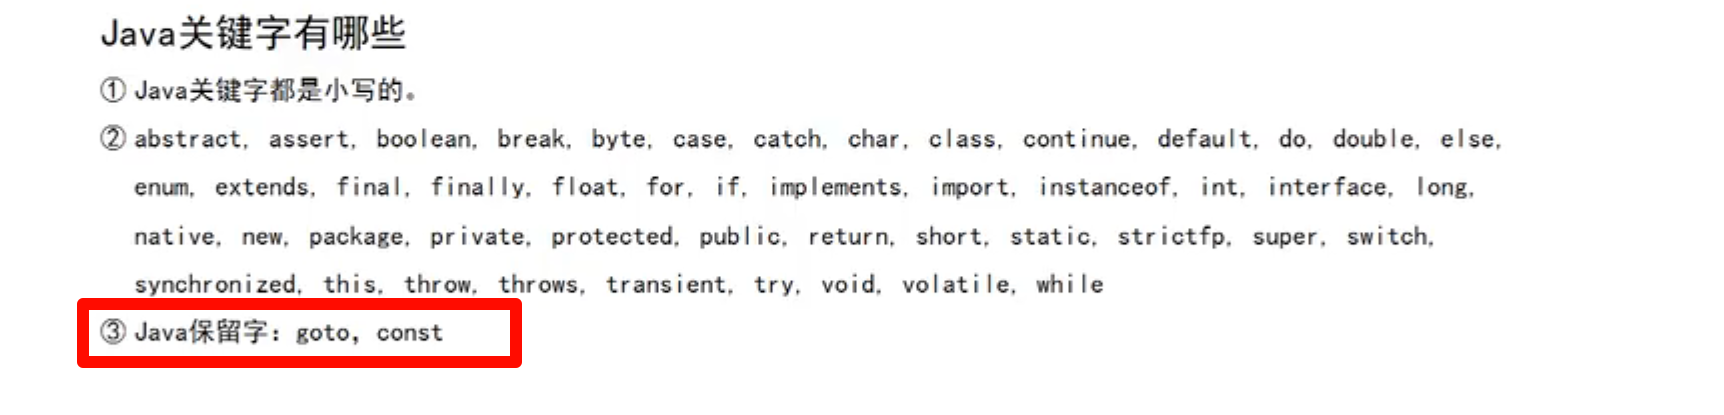 Java关键字有哪些
① Java关键字都是小写的。
② abstract, assert, boolean, break, byte, case, catch, char, class, continue, default, do, double, else,
enum, extends, final, finally, float, for, if, implements, import, instanceof, int, interface, long,
native, new, package, private, protected, public, return, short, static, strictfp, super, switch,
synchronized, this, throw, throws, transient, try, void, volatile, while
③ Java保留字：goto，const